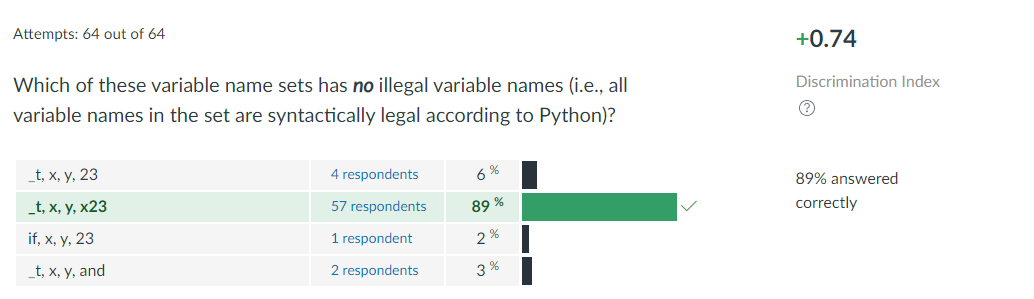 Attempts: 64 out of 64
+0.74
Discrimination Index
?
Which of these variable name sets has no illegal variable names (i.e., all
variable names in the set are syntactically legal according to Python)?
_t, x, y, 23 4 respondents 6 %
_t, x, y, x23 57 respondents 89 %
if, x, y, 23 1 respondent 2 %
_t, x, y, and 2 respondents 3 %
89% answered
correctly